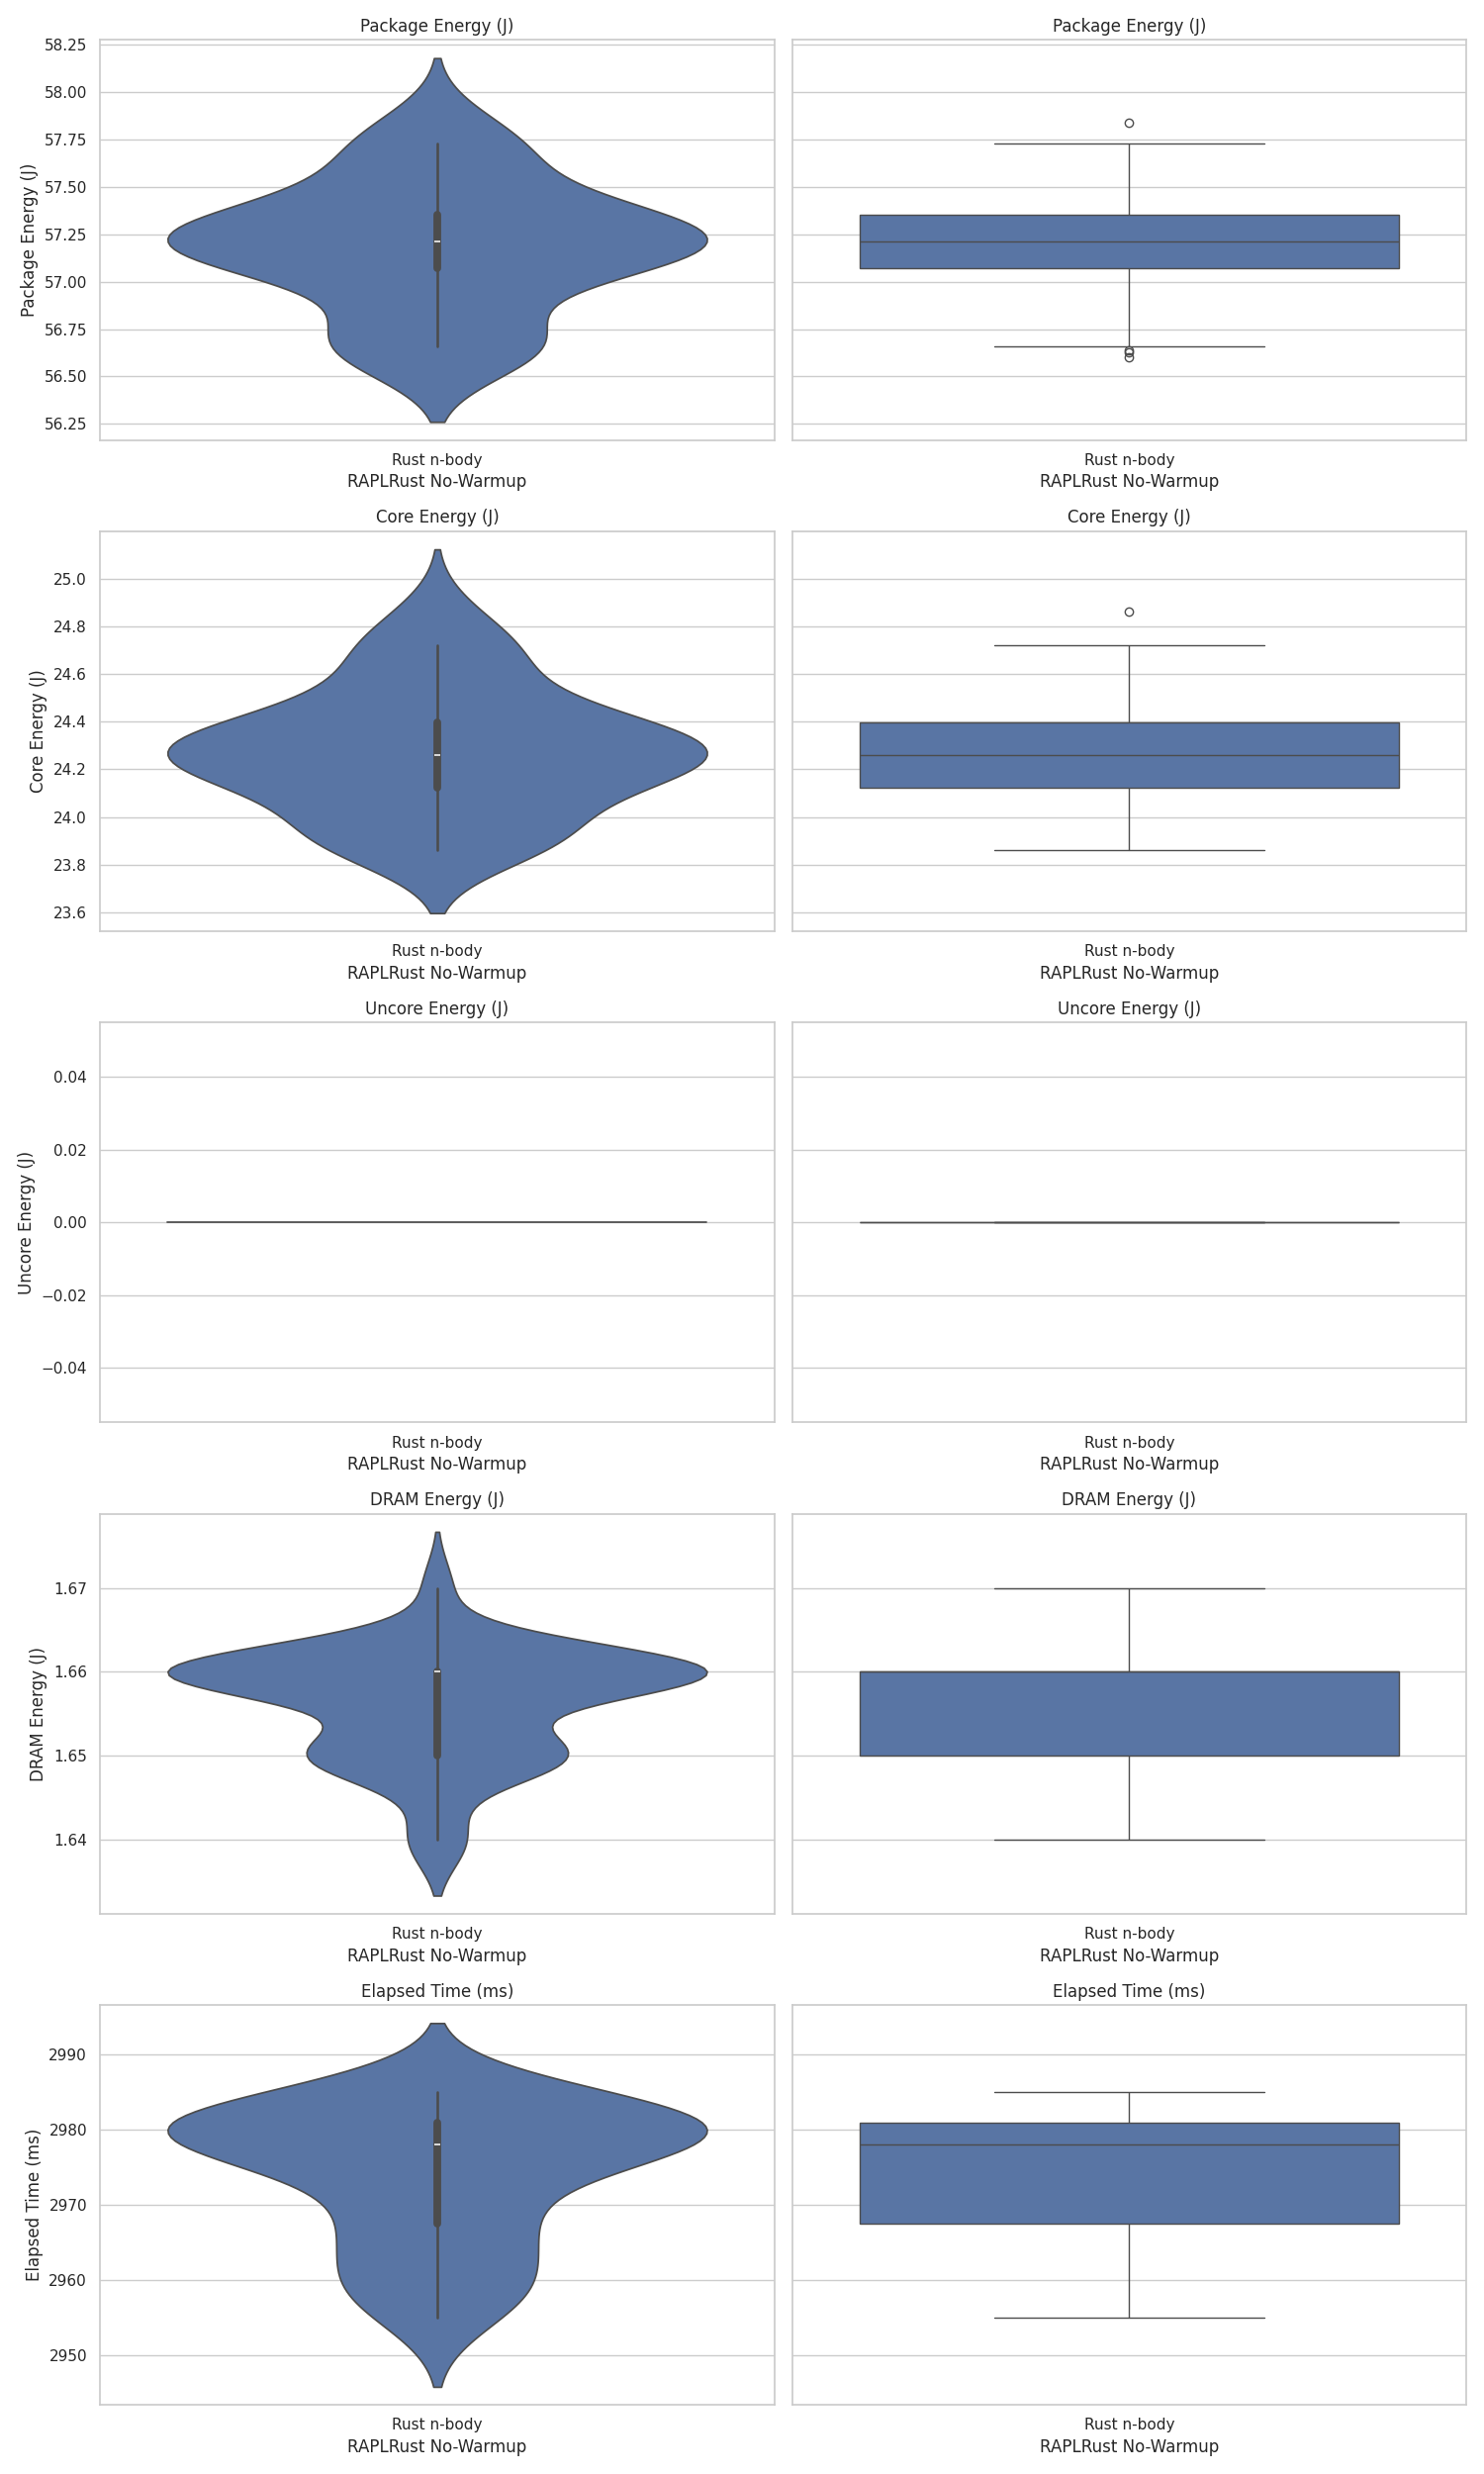 Package Energy (J)
Package Energy (J)
Package Energy (J)
58.25
58.00
57.75
57.50
57.25
57.00
56.75
56.50
56.25
Rust n-body
RAPLRust No-Warmup
Rust n-body
RAPLRust No-Warmup
Core Energy (J)
Core Energy (J)
Core Energy (J)
25.0
24.8
24.6
24.4
24.2
24.0
23.8
23.6
Rust n-body
RAPLRust No-Warmup
Rust n-body
RAPLRust No-Warmup
Uncore Energy (J)
Uncore Energy (J)
Uncore Energy (J)
0.04
0.02
0.00
−0.02
−0.04
Rust n-body
RAPLRust No-Warmup
Rust n-body
RAPLRust No-Warmup
DRAM Energy (J)
DRAM Energy (J)
DRAM Energy (J)
1.67
1.66
1.65
1.64
Rust n-body
RAPLRust No-Warmup
Rust n-body
RAPLRust No-Warmup
Elapsed Time (ms)
Elapsed Time (ms)
Elapsed Time (ms)
2990
2980
2970
2960
2950
Rust n-body
RAPLRust No-Warmup
Rust n-body
RAPLRust No-Warmup